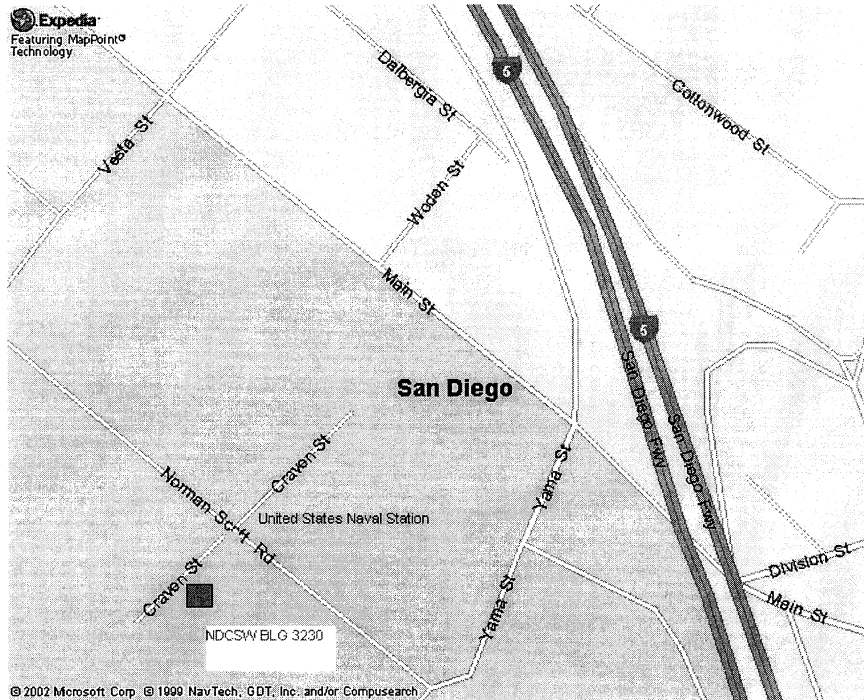 Expedia
Featuring MapPoint®
Technology
5
Dalbergia St
Cottonwood St
Vesta St
Woden St
Main St
5
San Diego
San Diego Fwy
San Diego Fwy
Craven St
Yama St
Norman Scott Rd
United States Naval Station
Division St
Craven St
Yama St
Main St
NDCSW BLG 3230
© 2002 Microsoft Corp © 1999 NavTech, GDT, Inc. and/or Compusearch